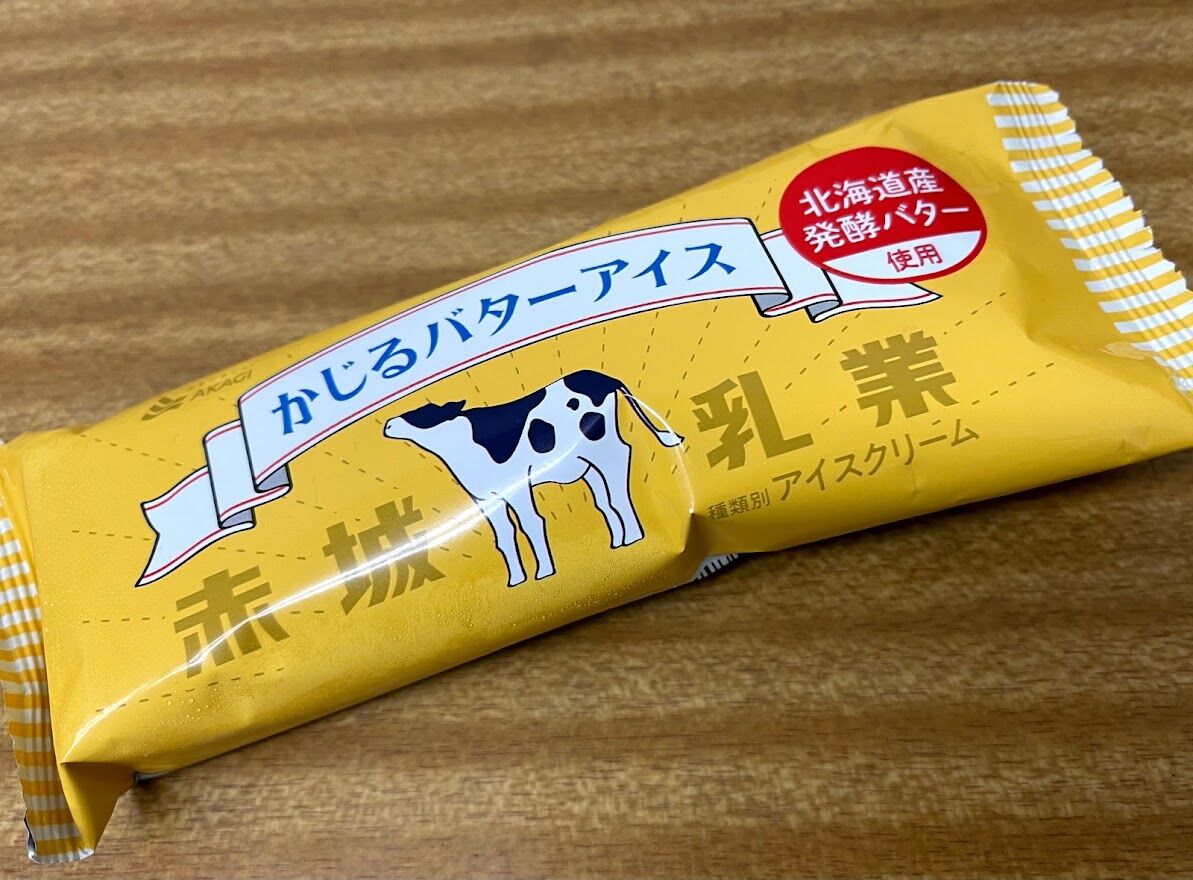 北海道産
発酵バター
使用
かじるバターアイス
AKAGI
赤城乳業
種類別 アイスクリーム